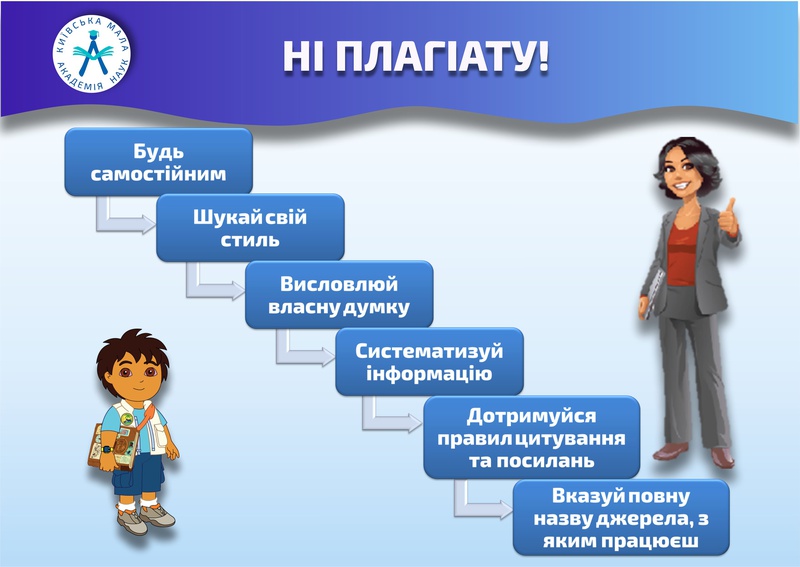 КИЇВСЬКА МАЛА
АКАДЕМІЯ НАУК
НІ ПЛАГІАТУ!
Будь
самостійним
Шукай свій
стиль
Висловлюй
власну думку
Систематизуй
інформацію
Дотримуйся
правил цитування
та посилань
Вказуй повну
назву джерела, з
яким працюєш